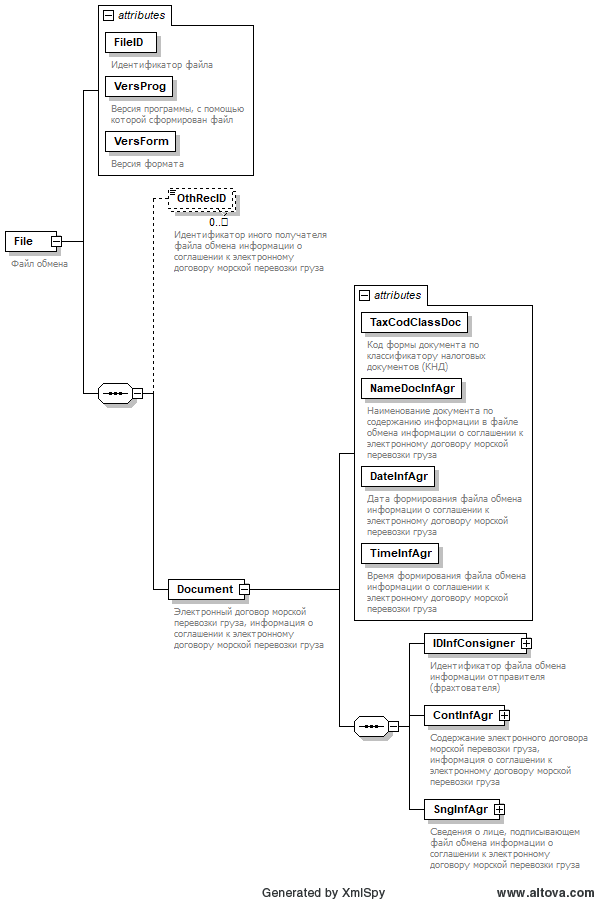 attributes
FileID
Идентификатор файла
VersProg
Версия программы, с помощью
которой сформирован файл
VersForm
Версия формата
File
Файл обмена
OthRecID
0..□
Идентификатор иного получателя
файла обмена информации о
соглашении к электронному
договору морской перевозки груза
attributes
TaxCodClassDoc
Код формы документа по
классификатору налоговых
документов (КНД)
NameDocInfAgr
Наименование документа по
содержанию информации в файле
обмена информации о соглашении к
электронному договору морской
перевозки груза
DateInfAgr
Дата формирования файла обмена
информации о соглашении к
электронному договору морской
перевозки груза
TimeInfAgr
Время формирования файла обмена
информации о соглашении к
электронному договору морской
перевозки груза
Document
Электронный договор морской
перевозки груза, информация о
соглашении к электронному
договору морской перевозки груза
IDInfConsigner
Идентификатор файла обмена
информации отправителя
(фрахтователя)
ContInfAgr
Содержание электронного договора
морской перевозки груза,
информация о соглашении к
электронному договору морской
перевозки груза
SngInfAgr
Сведения о лице, подписывающем
файл обмена информации о
соглашении к электронному
договору морской перевозки груза
Generated by XmlSpy
www.altova.com